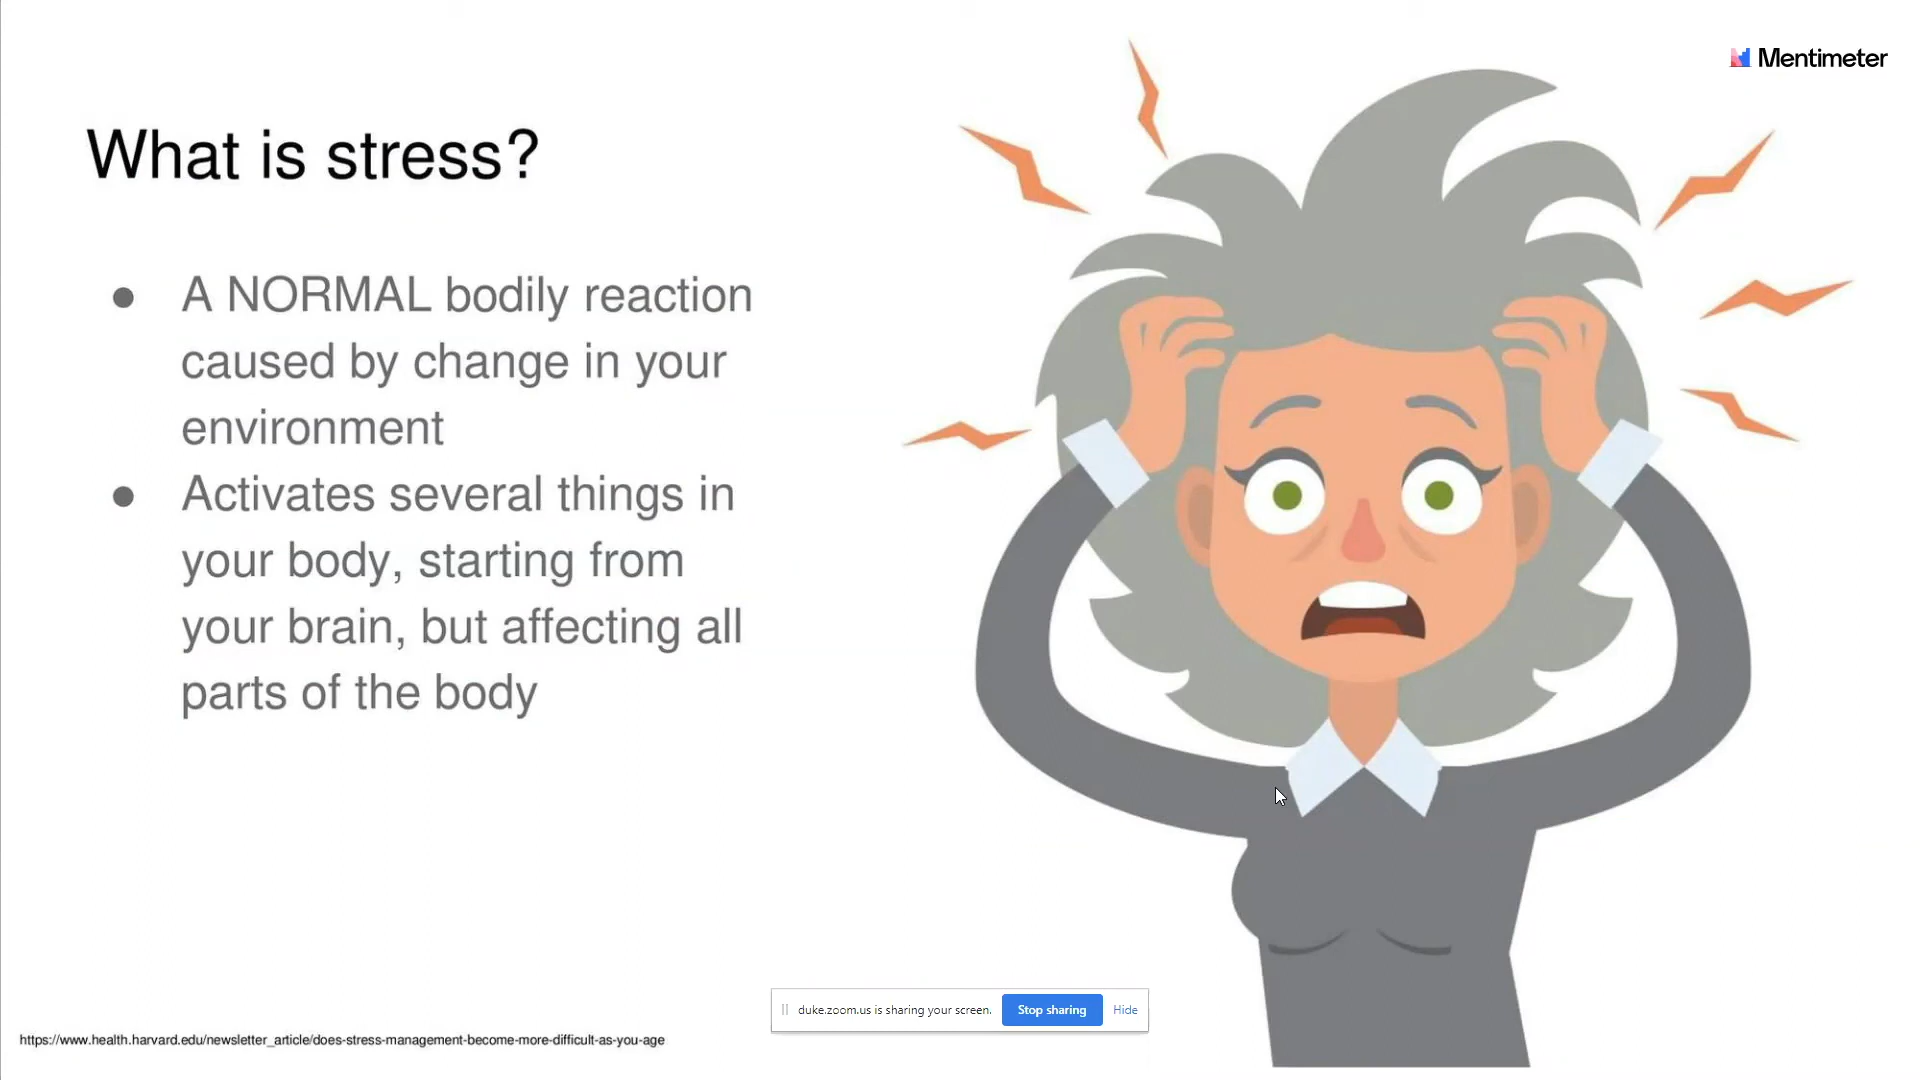 Mentimeter
What is stress?
● A NORMAL bodily reaction
caused by change in your
environment
● Activates several things in
your body, starting from
your brain, but affecting all
parts of the body
duke.zoom.us is sharing your screen. Stop sharing Hide
https://www.health.harvard.edu/newsletter_article/does-stress-management-become-more-difficult-as-you-age